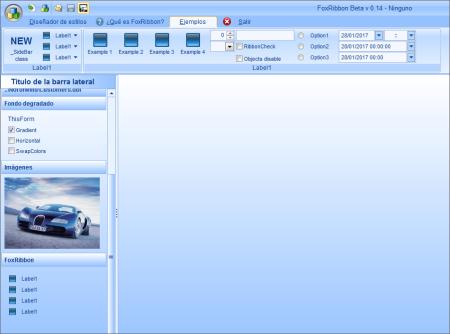 FoxRibbon Beta v 0.14 - Ninguno
Diseñador de estilos ¿Qué es FoxRibbon? Ejemplos Salir
NEW
_SideBar
class
Label1
Label1
Label1
Label1
Example 1 Example 2 Example 3 Example 4
0
RibbonCheck
Objects disable
Option1 28/01/2017 :
Option2 28/01/2017 00:00:00
Option3 28/01/2017 00:00
Label1
Titulo de la barra lateral
Fondo degradado
ThisForm
Gradient
Horizontal
SwapColors
Imágenes
FoxRibbon
Label1
Label1
Label1
Label1